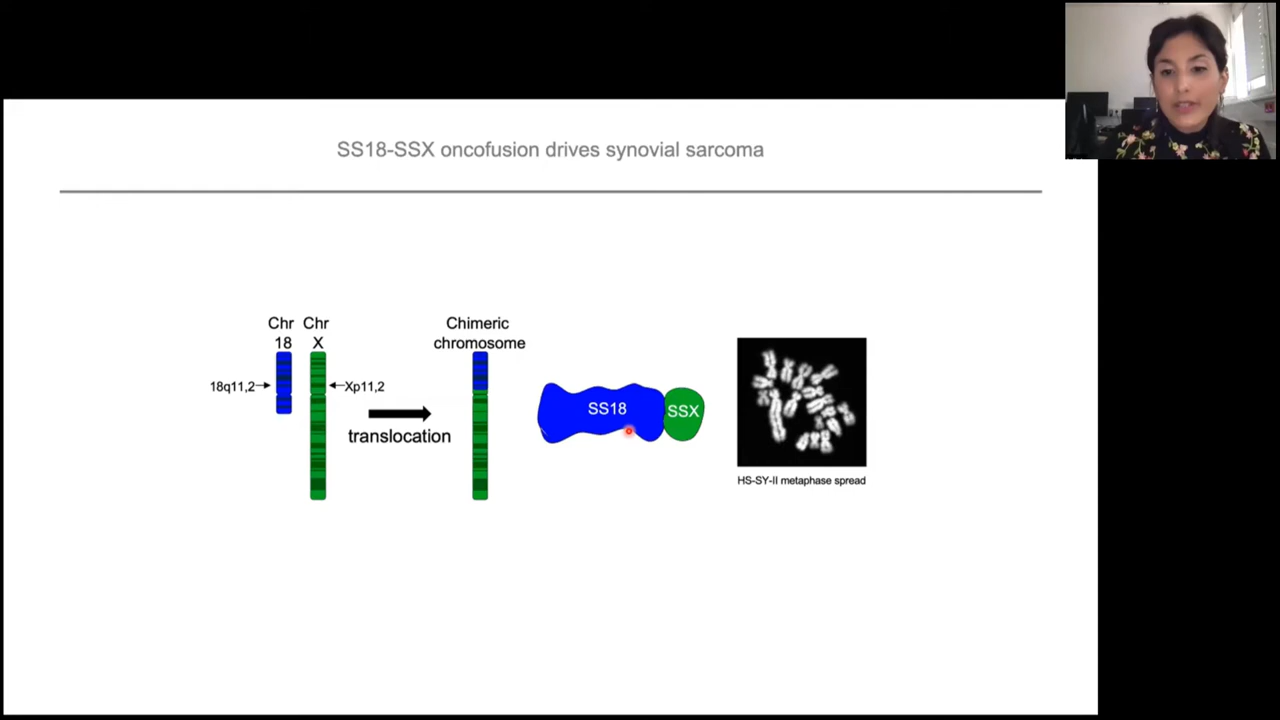 SS18-SSX oncofusion drives synovial sarcoma
Chr
18
Chr
X
Chimeric
chromosome
18q11,2
Xp11,2
translocation
SS18
SSX
HS-SY-II metaphase spread